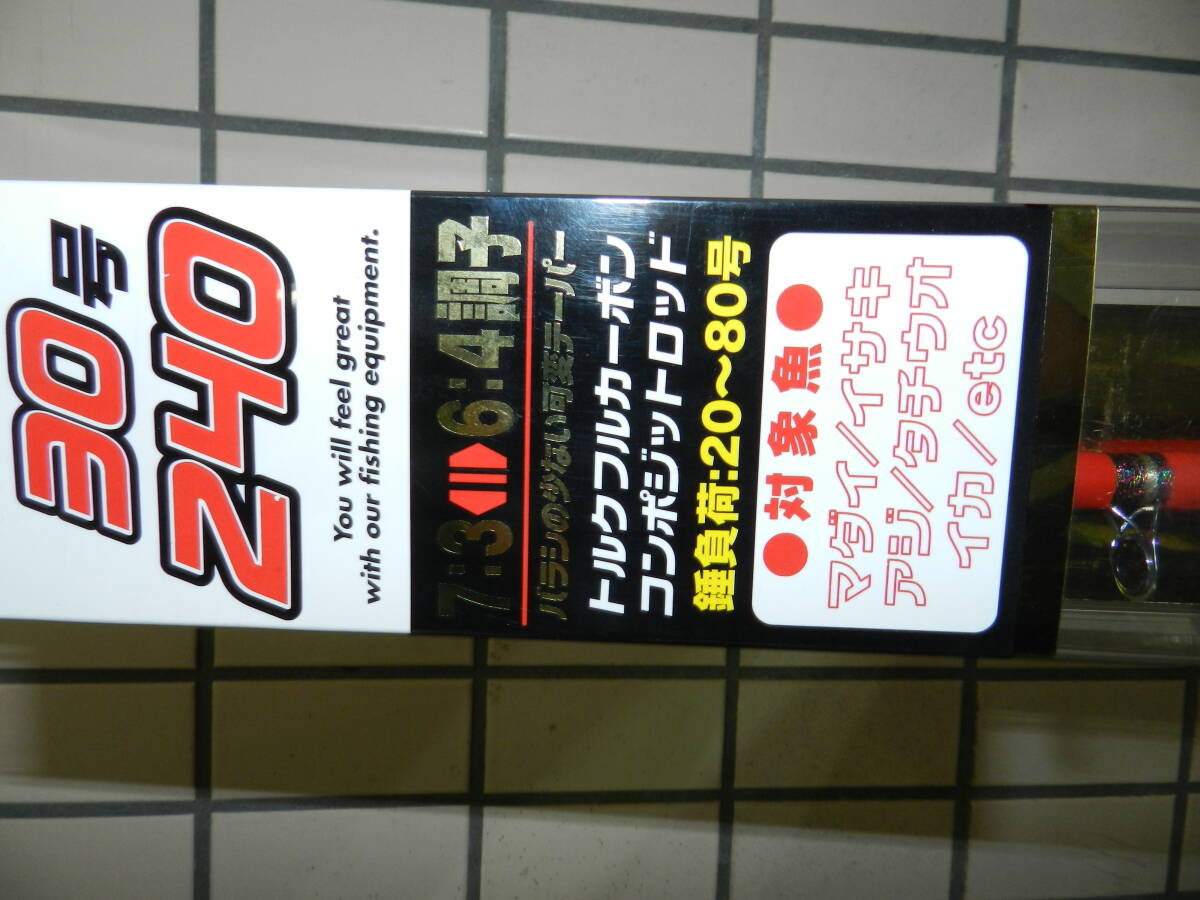 30号
240
You will feel great
with our fishing equipment.
7:3◀||▶6:4調子
バラシの少ない可変テーパー
トルクフルカーボン
コンポジットロッド
錘負荷:20〜80号
●対象魚●
マダイ/イサキ
アジ/タチウオ
イカ/etc